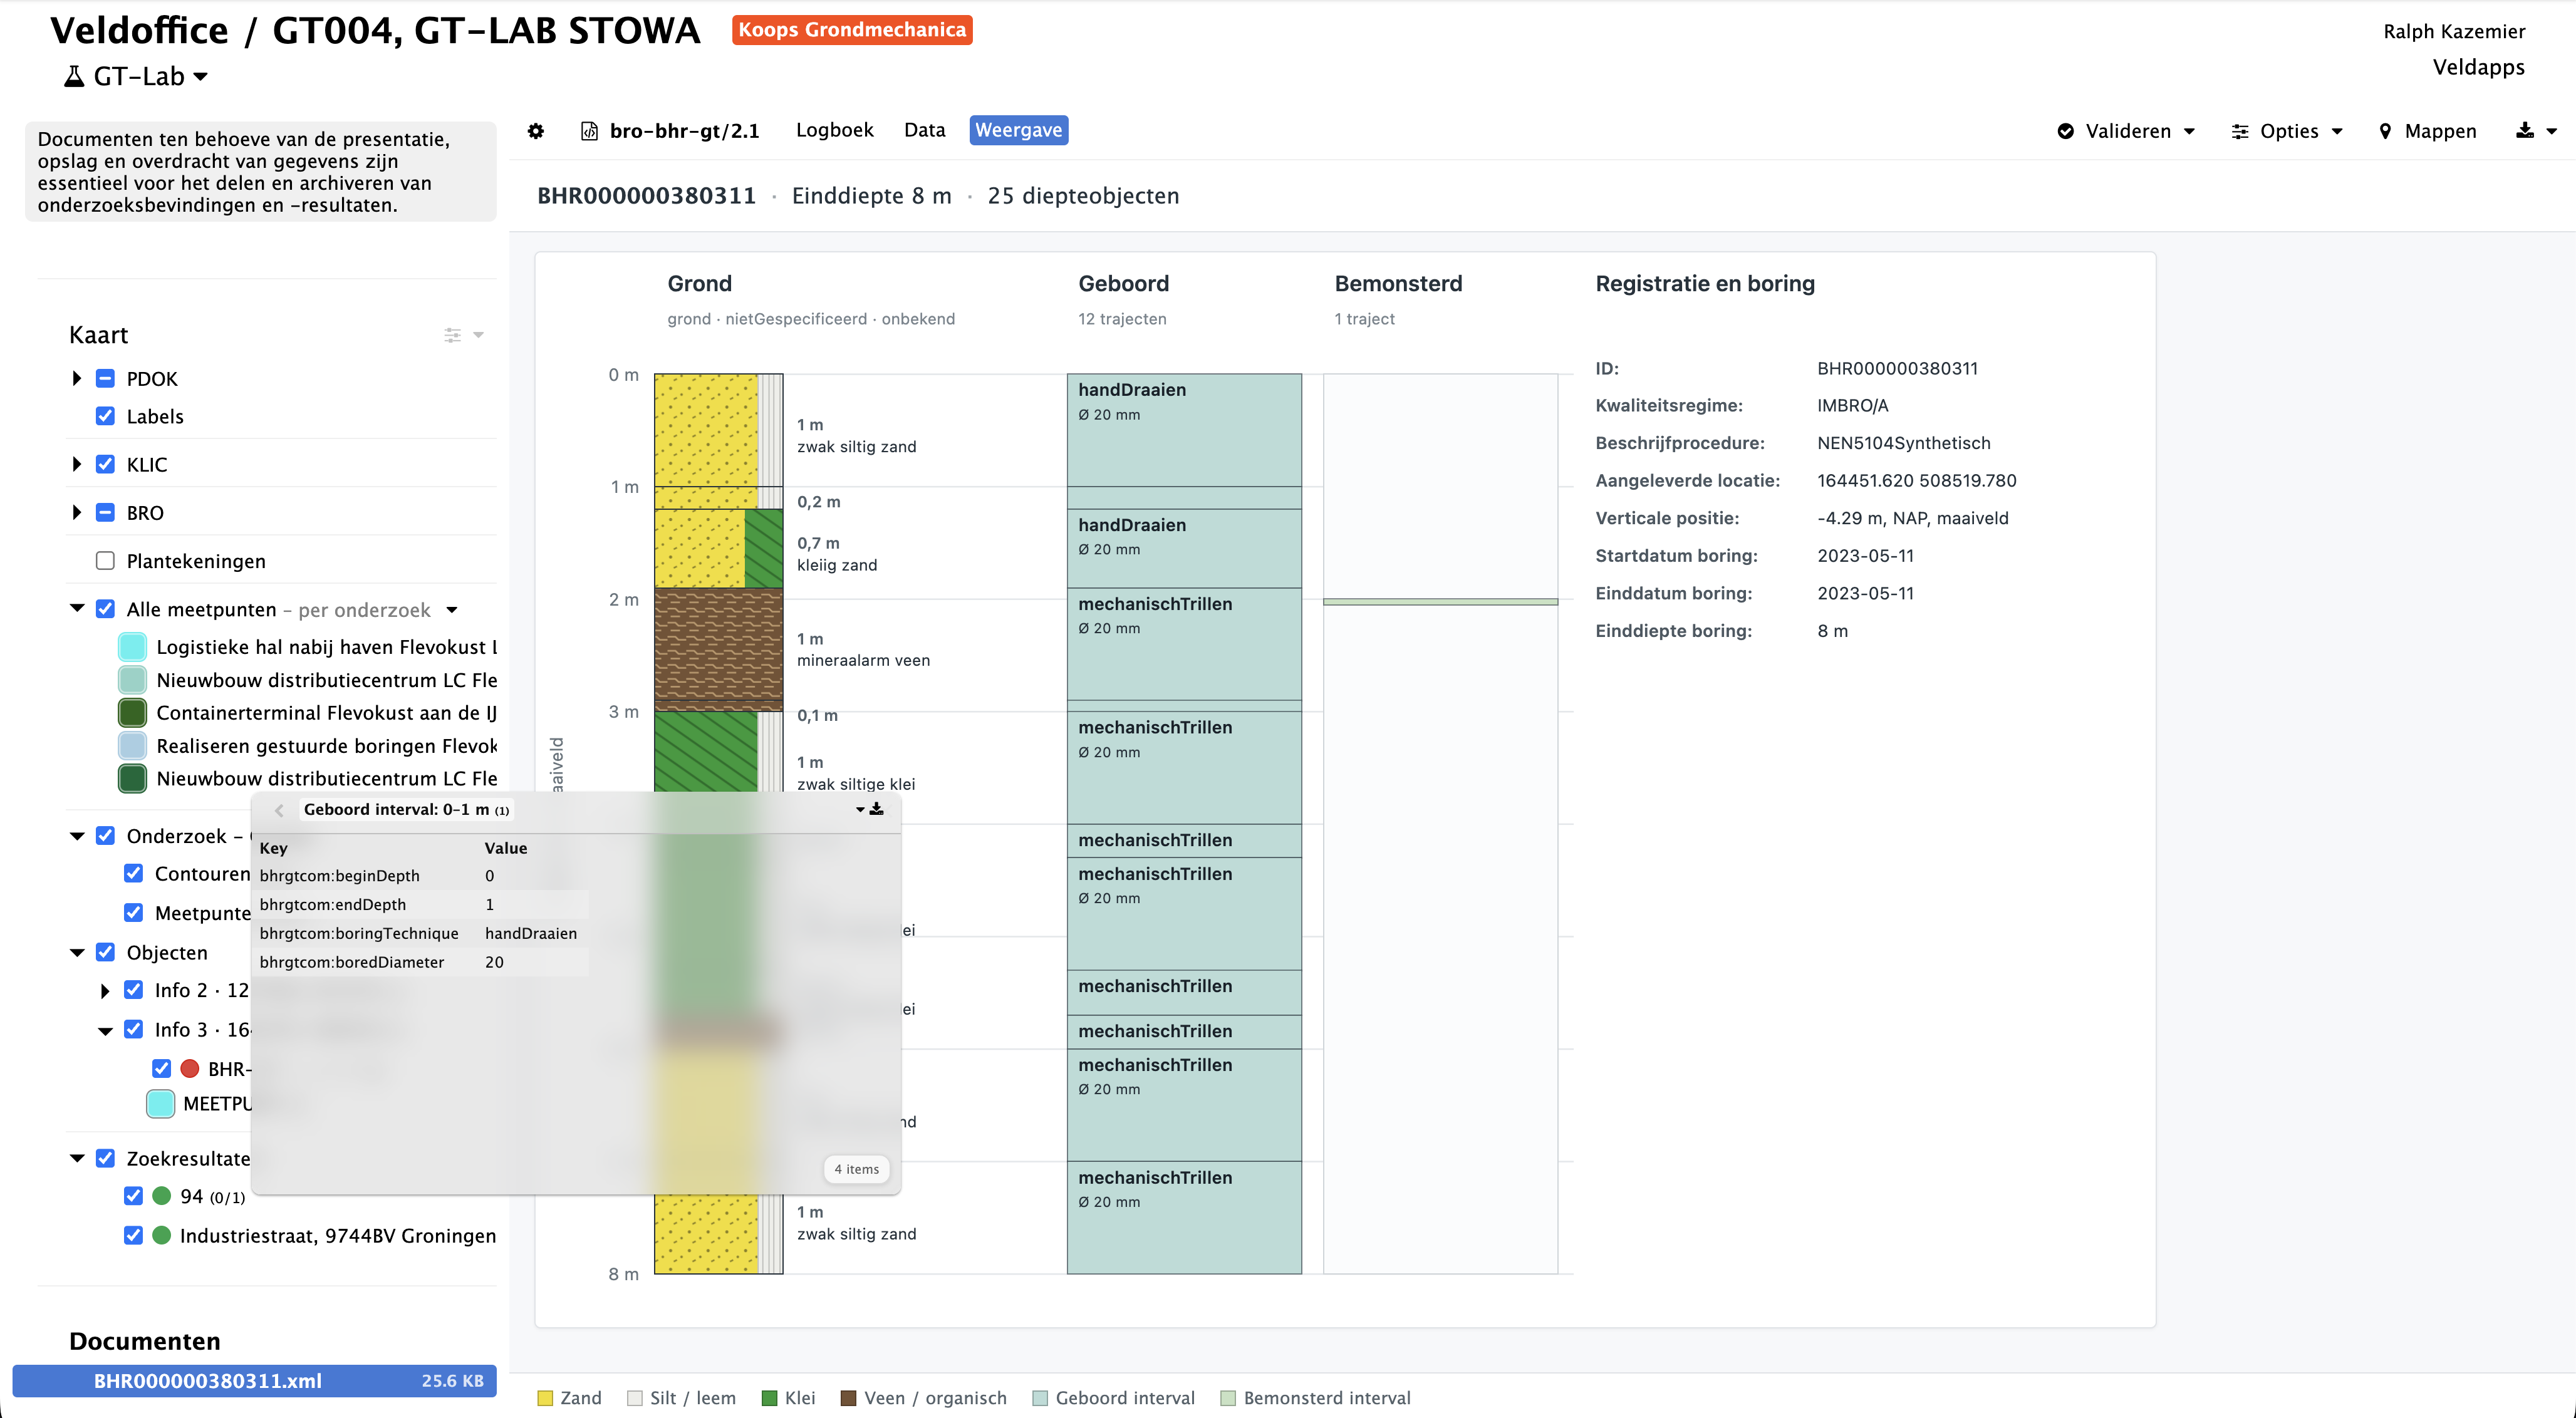 Veldoffice / GT004, GT-LAB STOWA
Koops Grondmechanica
Ralph Kazemier
GT-Lab
Veldapps
Documenten ten behoeve van de presentatie,
opslag en overdracht van gegevens zijn
essentieel voor het delen en archiveren van
onderzoeksbevindingen en -resultaten.
bro-bhr-gt/2.1
Logboek
Data
Weergave
Valideren
Opties
Mappen
BHR000000380311 · Einddiepte 8 m · 25 diepteobjecten
Kaart
PDOK
Labels
KLIC
BRO
Plantekeningen
Alle meetpunten – per onderzoek
Logistieke hal nabij haven Flevokust
Nieuwbouw distributiecentrum LC Fle
Containerterminal Flevokust aan de IJ
Realiseren gestuurde boringen Flevok
Nieuwbouw distributiecentrum LC Fle
Onderzoek –
Contouren
Meetpunte
Objecten
Info 2 · 12
Info 3 · 16
BHR-
MEETPU
Zoekresultate
94 (0/1)
Industriestraat, 9744BV Groningen
Documenten
BHR000000380311.xml
25.6 KB
Grond
grond · nietGespecificeerd · onbekend
0 m
1 m
2 m
3 m
8 m
aaiveld
1 m
zwak siltig zand
0,2 m
0,7 m
kleiig zand
1 m
mineraalarm veen
0,1 m
1 m
zwak siltige klei
ei
ei
nd
1 m
zwak siltig zand
Geboord
12 trajecten
handDraaien
Ø 20 mm
handDraaien
Ø 20 mm
mechanischTrillen
Ø 20 mm
mechanischTrillen
Ø 20 mm
mechanischTrillen
mechanischTrillen
Ø 20 mm
mechanischTrillen
mechanischTrillen
mechanischTrillen
Ø 20 mm
mechanischTrillen
Ø 20 mm
Bemonsterd
1 traject
Registratie en boring
ID: BHR000000380311
Kwaliteitsregime: IMBRO/A
Beschrijfprocedure: NEN5104Synthetisch
Aangeleverde locatie: 164451.620 508519.780
Verticale positie: -4.29 m, NAP, maaiveld
Startdatum boring: 2023-05-11
Einddatum boring: 2023-05-11
Einddiepte boring: 8 m
Geboord interval: 0–1 m (1)
Key Value
bhrgtcom:beginDepth 0
bhrgtcom:endDepth 1
bhrgtcom:boringTechnique handDraaien
bhrgtcom:boredDiameter 20
4 items
Zand
Silt / leem
Klei
Veen / organisch
Geboord interval
Bemonsterd interval